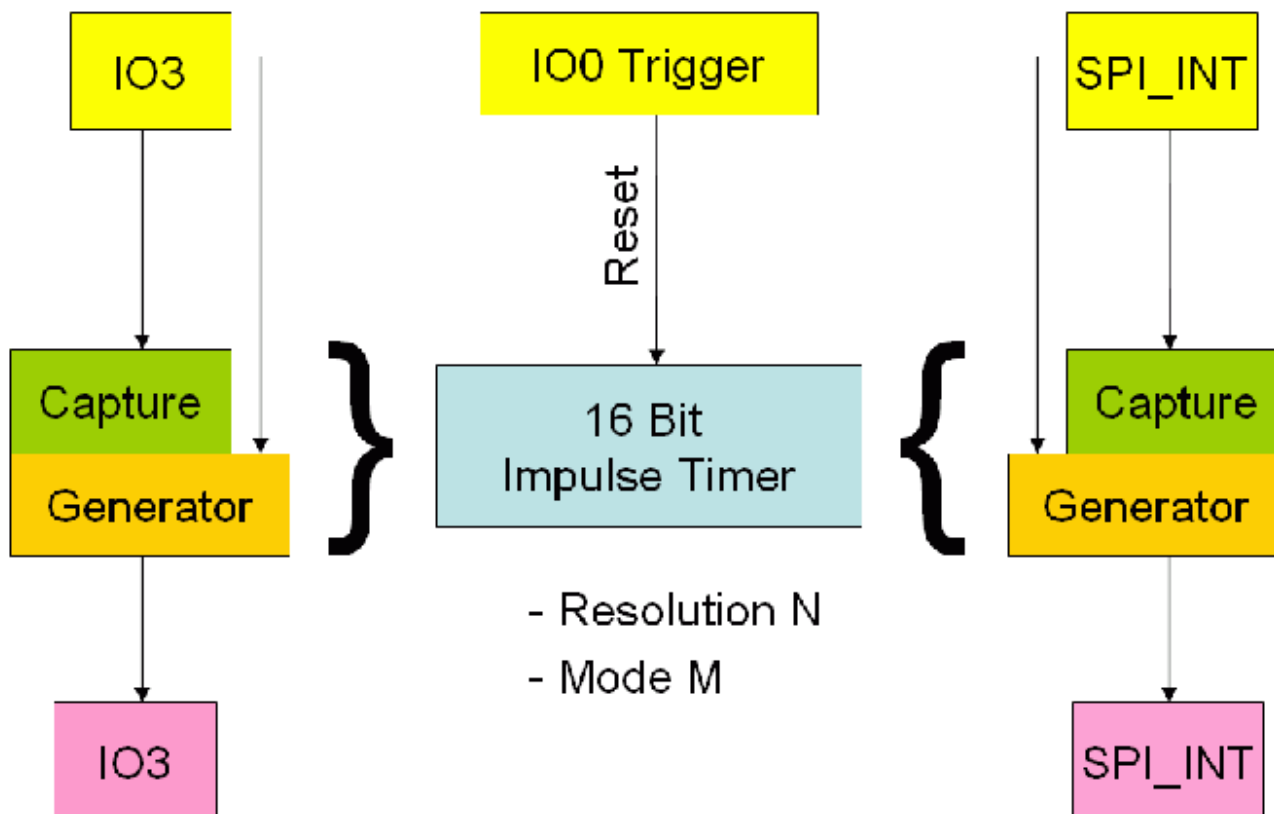 IO3
IO0 Trigger
SPI_INT
Reset
Capture
Generator
}
16 Bit
Impulse Timer
{
Capture
Generator
- Resolution N
- Mode M
IO3
SPI_INT